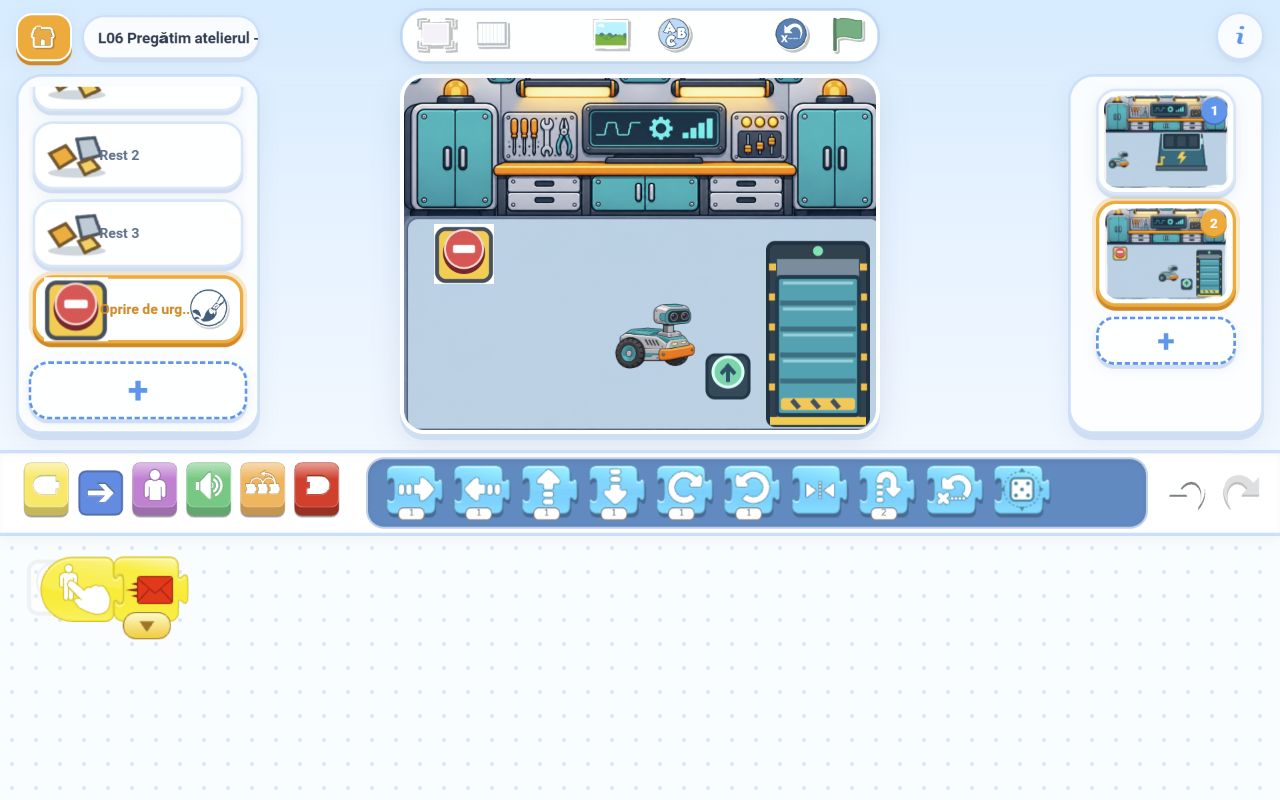 L06 Pregătim atelierul -
i
A
B
C
x
Rest 2
Rest 3
Oprire de urg..
+
1
2
+
1
1
1
1
1
1
2
x